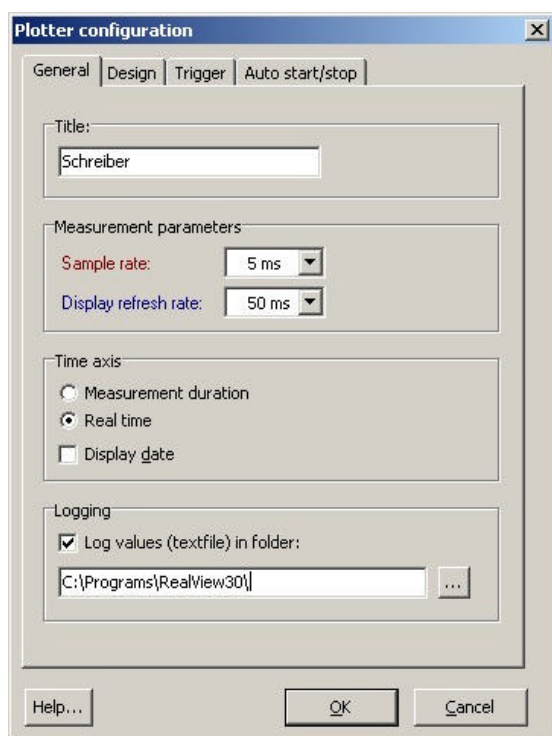 Plotter configuration
General Design Trigger Auto start/stop
Title:
Schreiber
Measurement parameters
Sample rate: 5 ms
Display refresh rate: 50 ms
Time axis
Measurement duration
Real time
Display date
Logging
Log values (textfile) in folder:
C:\Programs\RealView30\
...
Help... OK Cancel